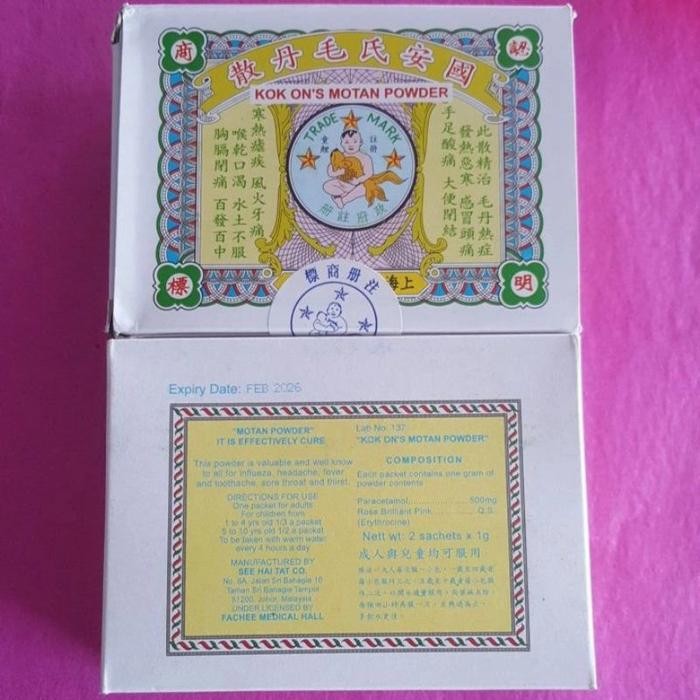 認
商
國安氏毛丹散
KOK ON'S MOTAN POWDER
此散精治 毛丹熱症
發熱惡寒 感冒頭痛
手足酸痛 大便閉結
TRADE MARK
政府註册
寒熱瘧疾 風火牙痛
喉乾口渴 水土不服
胸膈閉痛 百發百中
明
標
上海
注册商標
Expiry Date: FEB 2026
"MOTAN POWDER"
IT IS EFFECTIVELY CURE
This powder is valuable and well know
to all for influeza, headache, fever
and toothache, sore throat and thirst.
DIRECTIONS FOR USE
One packet for adults
For children from
1 to 4 yrs old 1/3 a packet
5 to 10 yrs old 1/2 a packet
To be taken with warm water
every 4 hours a day
MANUFACTURED BY
SEE HAI TAT CO.
No. 6A, Jalan Sri Bahagia 10
Taman Sri Bahagia Tampoi
81200, Johor, Malaysia
UNDER LICENSED BY
FACHEE MEDICAL HALL
Lab No. 137
"KOK ON'S MOTAN POWDER"
COMPOSITION
Each packet contains one gram of
powder contents
Paracetamol..................500mg
Rose Brilliant Pink..............Q.S.
(Erythrocine)
Nett wt: 2 sachets x 1g
成人與兒童均可服用